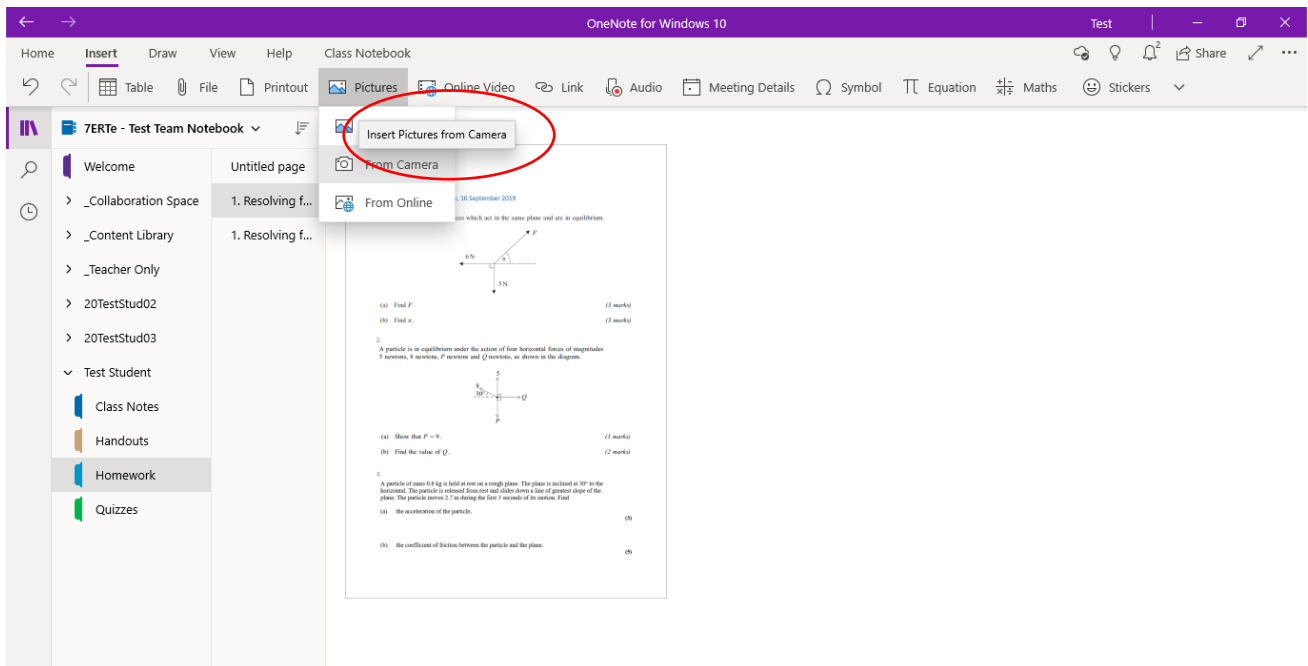 OneNote for Windows 10
Test
Home Insert Draw View Help Class Notebook
2
Share
Table File Printout Pictures Online Video Link Audio Meeting Details Symbol Equation Maths Stickers
7ERTe - Test Team Notebook
Insert Pictures from Camera
From Camera
From Online
Welcome
_Collaboration Space
_Content Library
_Teacher Only
20TestStud02
20TestStud03
Test Student
Class Notes
Handouts
Homework
Quizzes
Untitled page
1. Resolving f...
1. Resolving f...
16 September 2019
which act in the same plane and are in equilibrium.
F
6 N
5 N
(a) Find F. (3 marks)
(b) Find (3 marks)
2.
A particle is in equilibrium under the action of four horizontal forces of magnitudes
5 newtons, 8 newtons, P newtons and Q newtons, as shown in the diagram.
5
8
30°
Q
P
(a) Show that P = 9. (3 marks)
(b) Find the value of Q. (2 marks)
3.
A particle of mass 0.8 kg is held at rest on a rough plane. The plane is inclined at 30° to the
horizontal. The particle is released from rest and slides down a line of greatest slope of the
plane. The particle moves 2.7 m during the first 3 seconds of its motion. Find
(a) the acceleration of the particle,
(3)
(b) the coefficient of friction between the particle and the plane.
(5)